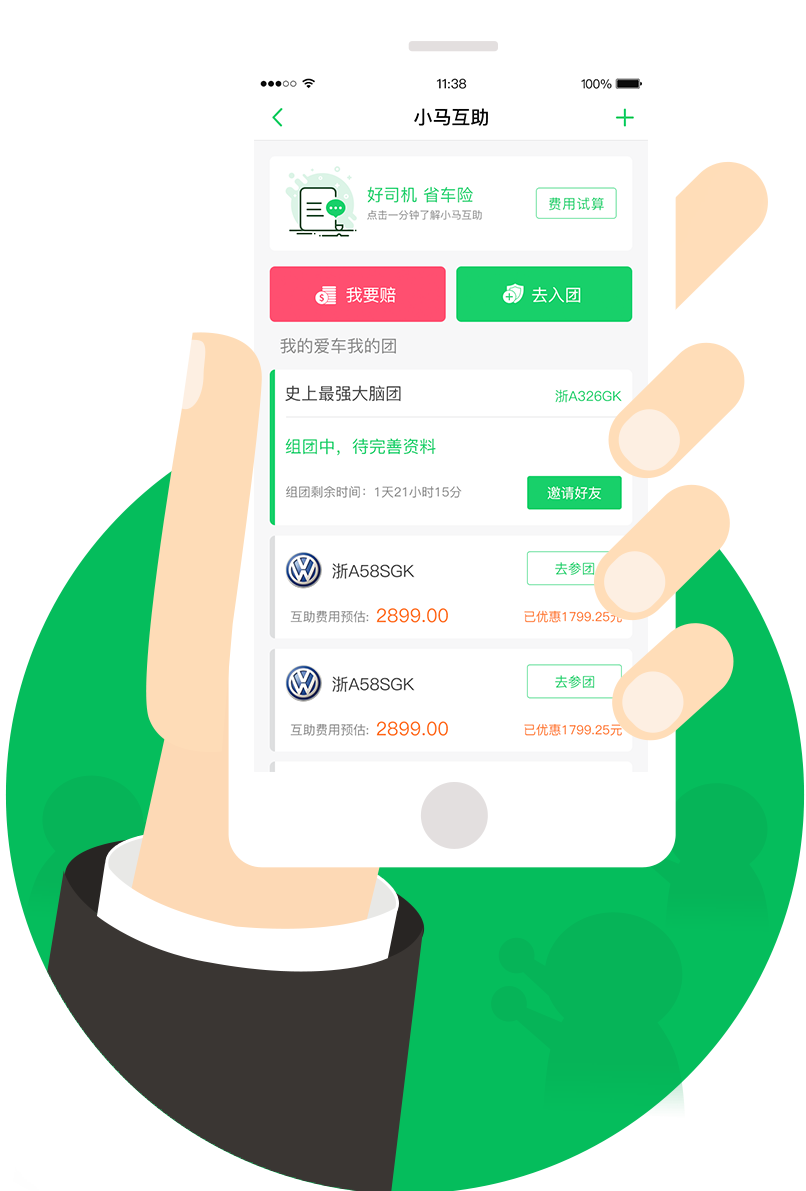 11:38
100%
小马互助
好司机 省车险
点击一分钟了解小马互助
费用试算
我要赔
去入团
我的爱车我的团
史上最强大脑团
浙A326GK
组团中，待完善资料
组团剩余时间：1天21小时15分
邀请好友
浙A58SGK
去参团
互助费用预估: 2899.00
已优惠1799.25元
浙A58SGK
去参团
互助费用预估: 2899.00
已优惠1799.25元